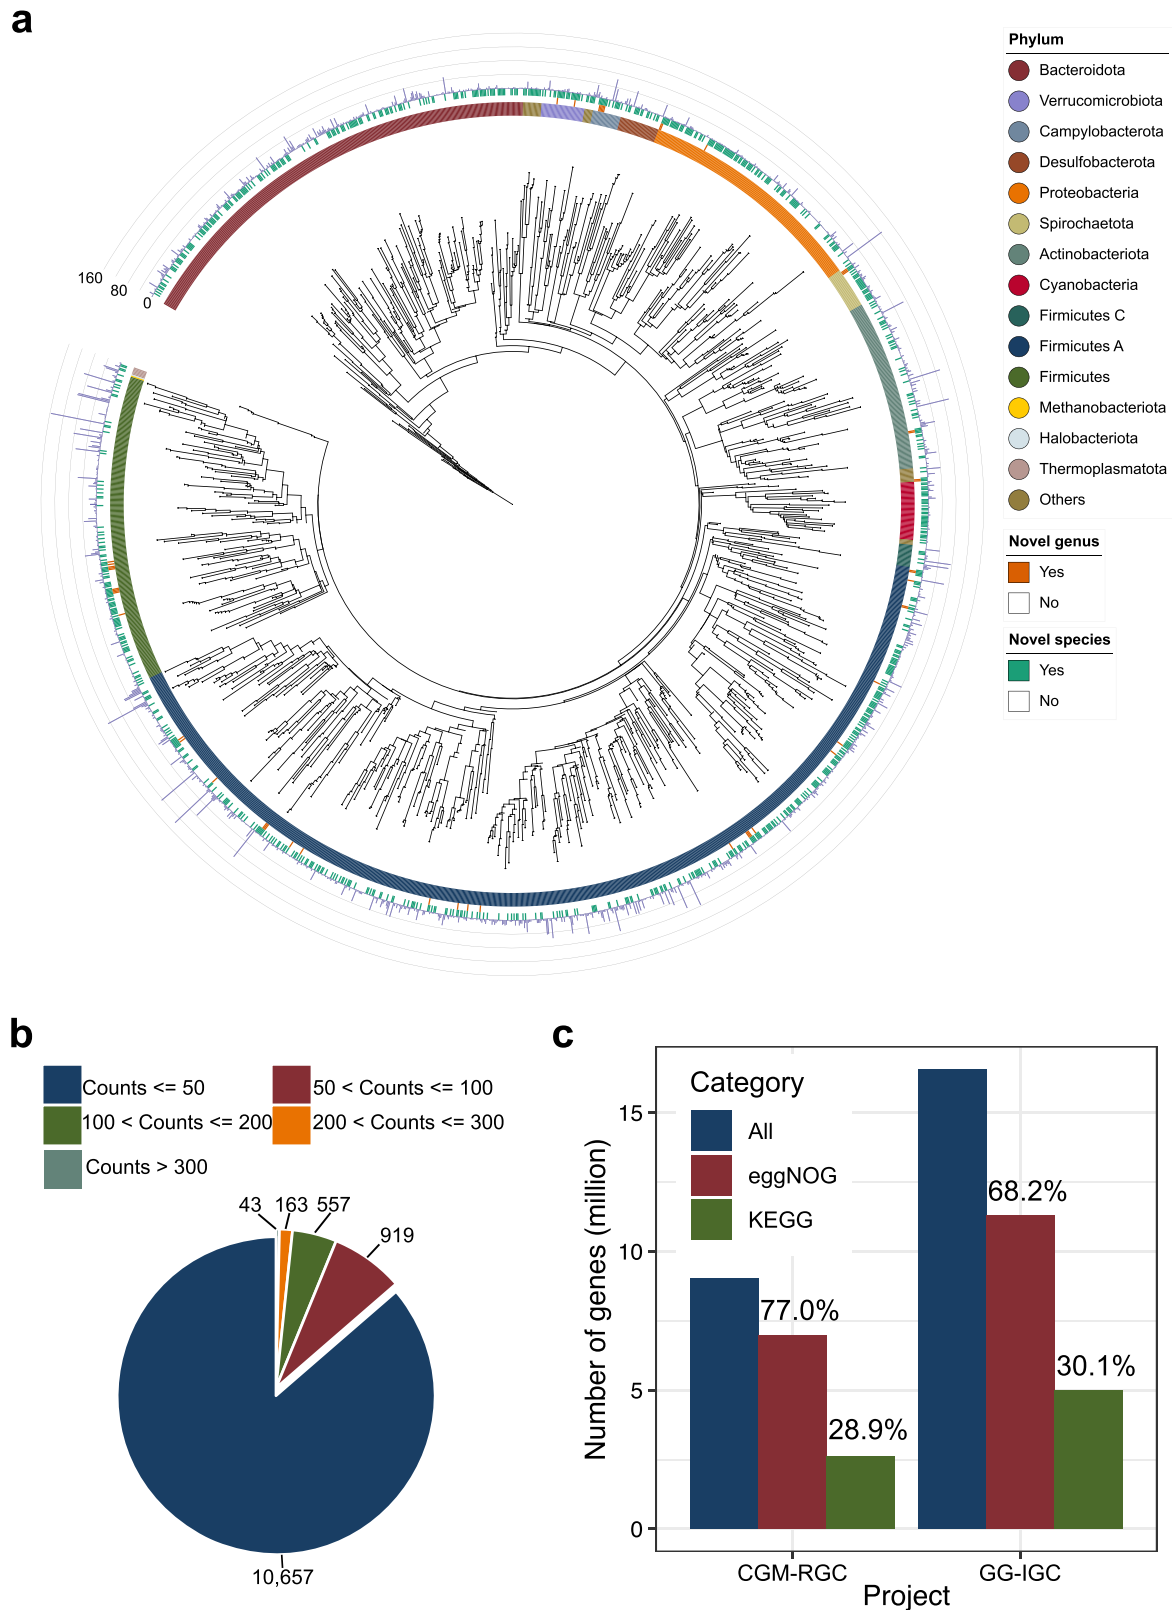 a
160
80
0
Phylum
Bacteroidota
Verrucomicrobiota
Campylobacterota
Desulfobacterota
Proteobacteria
Spirochaetota
Actinobacteriota
Cyanobacteria
Firmicutes C
Firmicutes A
Firmicutes
Methanobacteriota
Halobacteriota
Thermoplasmatota
Others
Novel genus
Yes
No
Novel species
Yes
No
b
Counts <= 50
50 < Counts <= 100
100 < Counts <= 200
200 < Counts <= 300
Counts > 300
43
163
557
919
10,657
c
Number of genes (million)
15
10
5
0
Category
All
eggNOG
KEGG
77.0%
28.9%
68.2%
30.1%
CGM-RGC
GG-IGC
Project